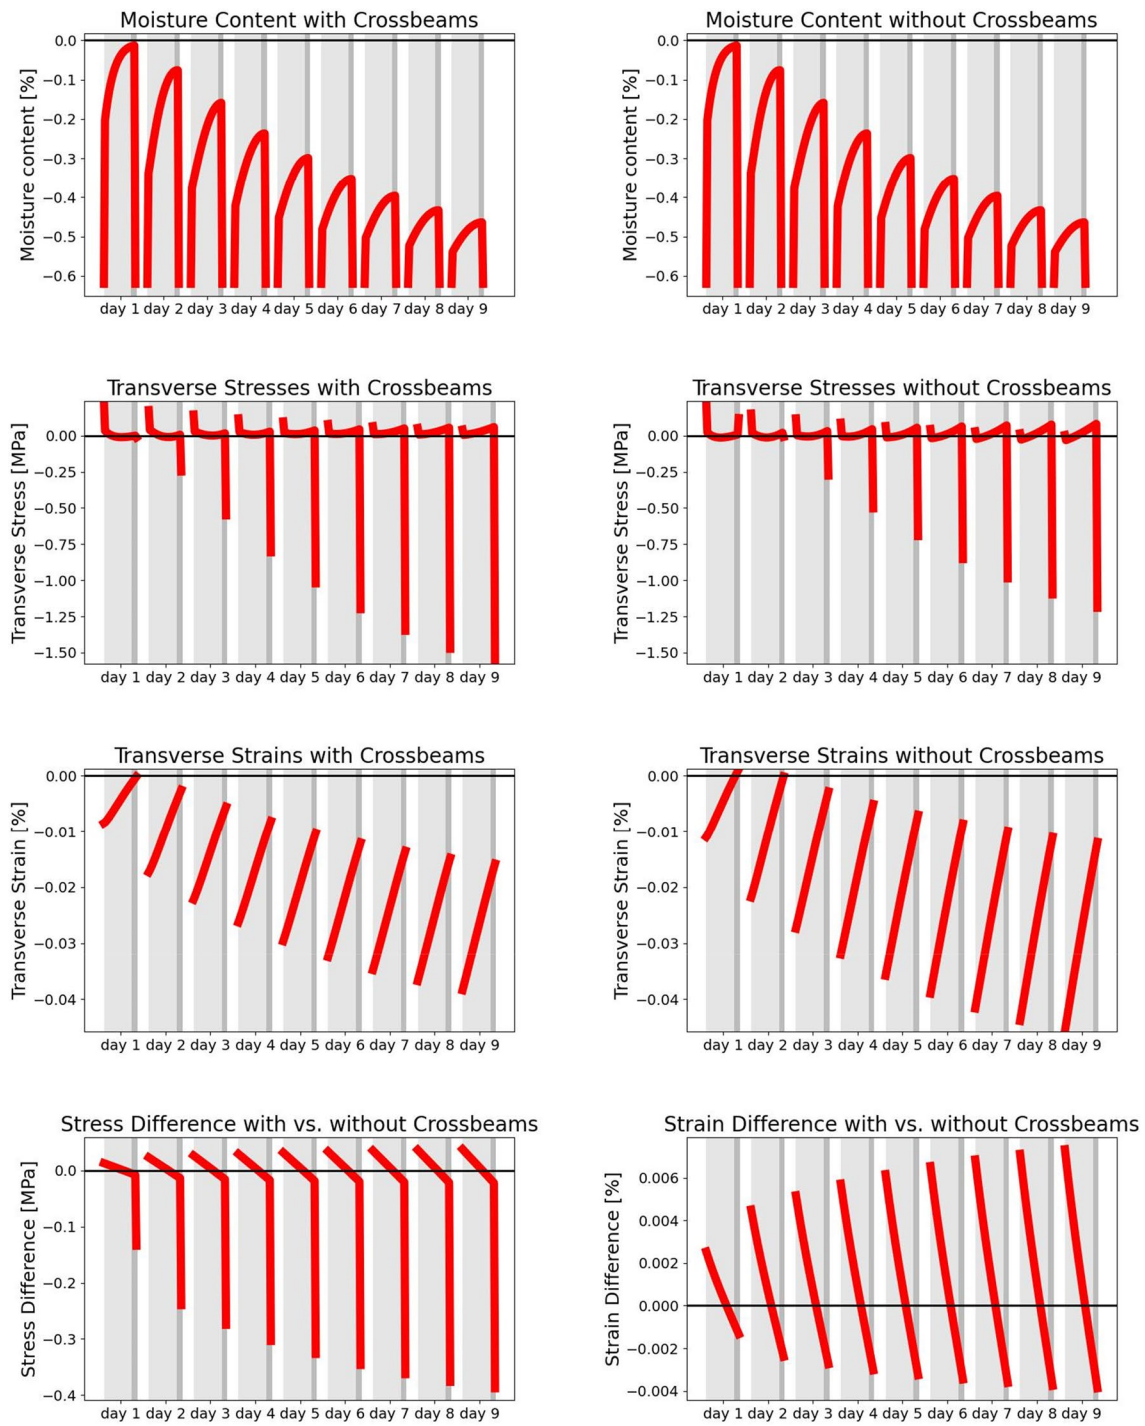 Moisture Content with Crossbeams
Moisture content [%]
0.0
−0.1
−0.2
−0.3
−0.4
−0.5
−0.6
day 1 day 2 day 3 day 4 day 5 day 6 day 7 day 8 day 9
Moisture Content without Crossbeams
Moisture content [%]
0.0
−0.1
−0.2
−0.3
−0.4
−0.5
−0.6
day 1 day 2 day 3 day 4 day 5 day 6 day 7 day 8 day 9
Transverse Stresses with Crossbeams
Transverse Stress [MPa]
0.00
−0.25
−0.50
−0.75
−1.00
−1.25
−1.50
day 1 day 2 day 3 day 4 day 5 day 6 day 7 day 8 day 9
Transverse Stresses without Crossbeams
Transverse Stress [MPa]
0.00
−0.25
−0.50
−0.75
−1.00
−1.25
−1.50
day 1 day 2 day 3 day 4 day 5 day 6 day 7 day 8 day 9
Transverse Strains with Crossbeams
Transverse Strain [%]
0.00
−0.01
−0.02
−0.03
−0.04
day 1 day 2 day 3 day 4 day 5 day 6 day 7 day 8 day 9
Transverse Strains without Crossbeams
Transverse Strain [%]
0.00
−0.01
−0.02
−0.03
−0.04
day 1 day 2 day 3 day 4 day 5 day 6 day 7 day 8 day 9
Stress Difference with vs. without Crossbeams
Stress Difference [MPa]
0.0
−0.1
−0.2
−0.3
−0.4
day 1 day 2 day 3 day 4 day 5 day 6 day 7 day 8 day 9
Strain Difference with vs. without Crossbeams
Strain Difference [%]
0.006
0.004
0.002
0.000
−0.002
−0.004
day 1 day 2 day 3 day 4 day 5 day 6 day 7 day 8 day 9